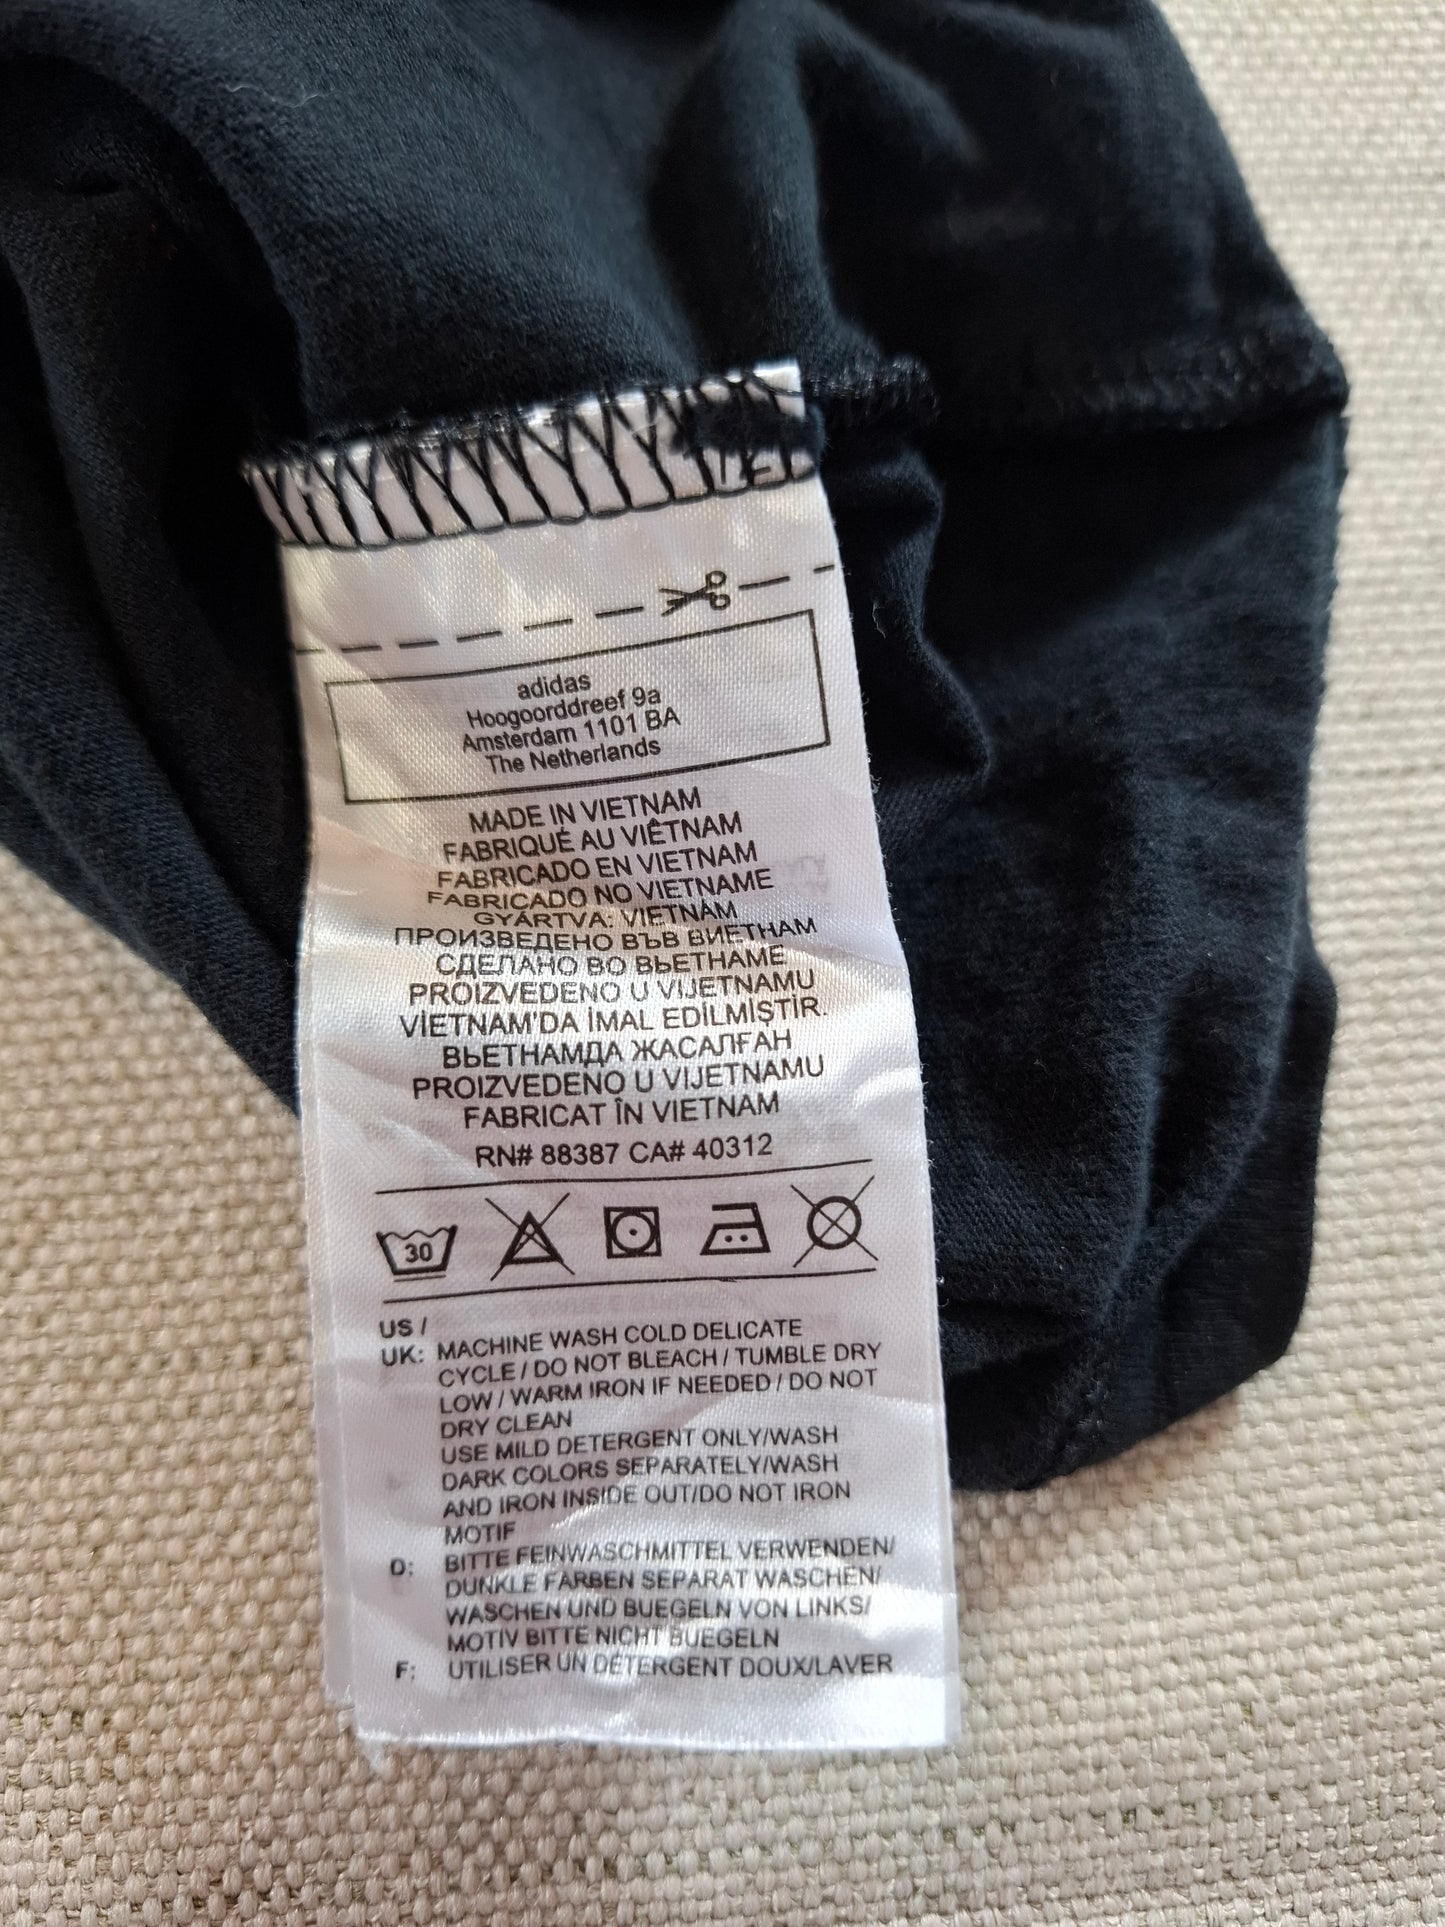 adidas
Hoogoorddreef 9a
Amsterdam 1101 BA
The Netherlands
MADE IN VIETNAM
FABRIQUÉ AU VIÊTNAM
FABRICADO EN VIETNAM
FABRICADO NO VIETNAME
GYÁRTVA: VIETNÁM
ПРОИЗВЕДЕНО ВЪВ ВИЕТНАМ
СДЕЛАНО ВО ВЬЕТНАМЕ
PROIZVEDENO U VIJETNAMU
VİETNAM'DA İMAL EDİLMİŞTİR.
ВЬЕТНАМДА ЖАСАЛҒАН
PROIZVEDENO U VIJETNAMU
FABRICAT ÎN VIETNAM
RN# 88387 CA# 40312
30
US /
UK: MACHINE WASH COLD DELICATE
CYCLE / DO NOT BLEACH / TUMBLE DRY
LOW / WARM IRON IF NEEDED / DO NOT
DRY CLEAN
USE MILD DETERGENT ONLY/WASH
DARK COLORS SEPARATELY/WASH
AND IRON INSIDE OUT/DO NOT IRON
MOTIF
D: BITTE FEINWASCHMITTEL VERWENDEN/
DUNKLE FARBEN SEPARAT WASCHEN/
WASCHEN UND BUEGELN VON LINKS/
MOTIV BITTE NICHT BUEGELN
F: UTILISER UN DÉTERGENT DOUX/LAVER